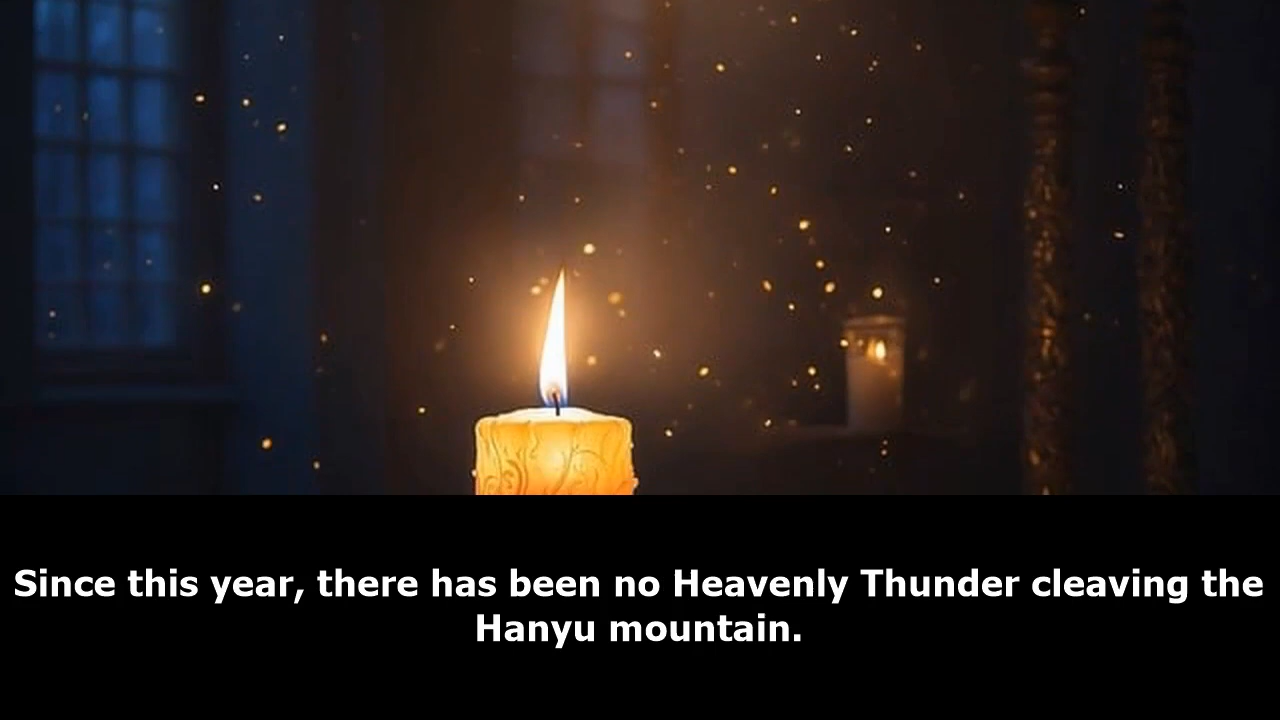 Since this year, there has been no Heavenly Thunder cleaving the
Hanyu mountain.